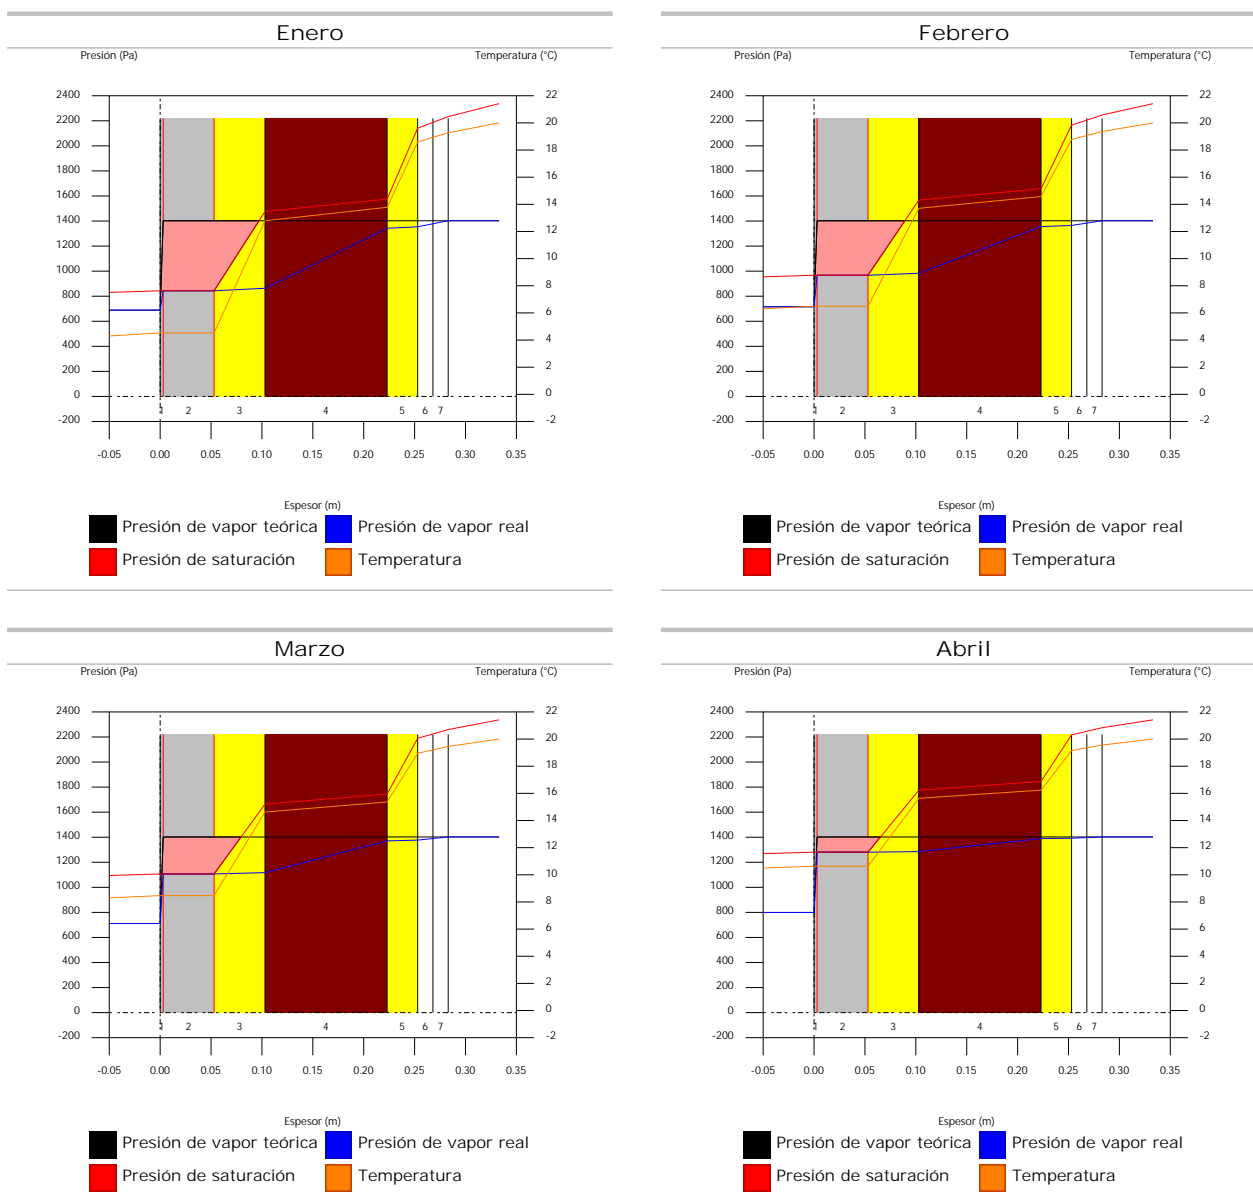 Enero
Presión (Pa) Temperatura (°C)
2400 22
2200 20
2000 18
1800 16
1600 14
1400 12
1200 10
1000 8
800 6
600 4
400 2
200 0
0 -2
-200
1 2 3 4 5 6 7
-0.05 0.00 0.05 0.10 0.15 0.20 0.25 0.30 0.35
Espesor (m)
Presión de vapor teórica Presión de vapor real
Presión de saturación Temperatura
Febrero
Presión (Pa) Temperatura (°C)
2400 22
2200 20
2000 18
1800 16
1600 14
1400 12
1200 10
1000 8
800 6
600 4
400 2
200 0
0 -2
-200
1 2 3 4 5 6 7
-0.05 0.00 0.05 0.10 0.15 0.20 0.25 0.30 0.35
Espesor (m)
Presión de vapor teórica Presión de vapor real
Presión de saturación Temperatura
Marzo
Presión (Pa) Temperatura (°C)
2400 22
2200 20
2000 18
1800 16
1600 14
1400 12
1200 10
1000 8
800 6
600 4
400 2
200 0
0 -2
-200
1 2 3 4 5 6 7
-0.05 0.00 0.05 0.10 0.15 0.20 0.25 0.30 0.35
Espesor (m)
Presión de vapor teórica Presión de vapor real
Presión de saturación Temperatura
Abril
Presión (Pa) Temperatura (°C)
2400 22
2200 20
2000 18
1800 16
1600 14
1400 12
1200 10
1000 8
800 6
600 4
400 2
200 0
0 -2
-200
1 2 3 4 5 6 7
-0.05 0.00 0.05 0.10 0.15 0.20 0.25 0.30 0.35
Espesor (m)
Presión de vapor teórica Presión de vapor real
Presión de saturación Temperatura